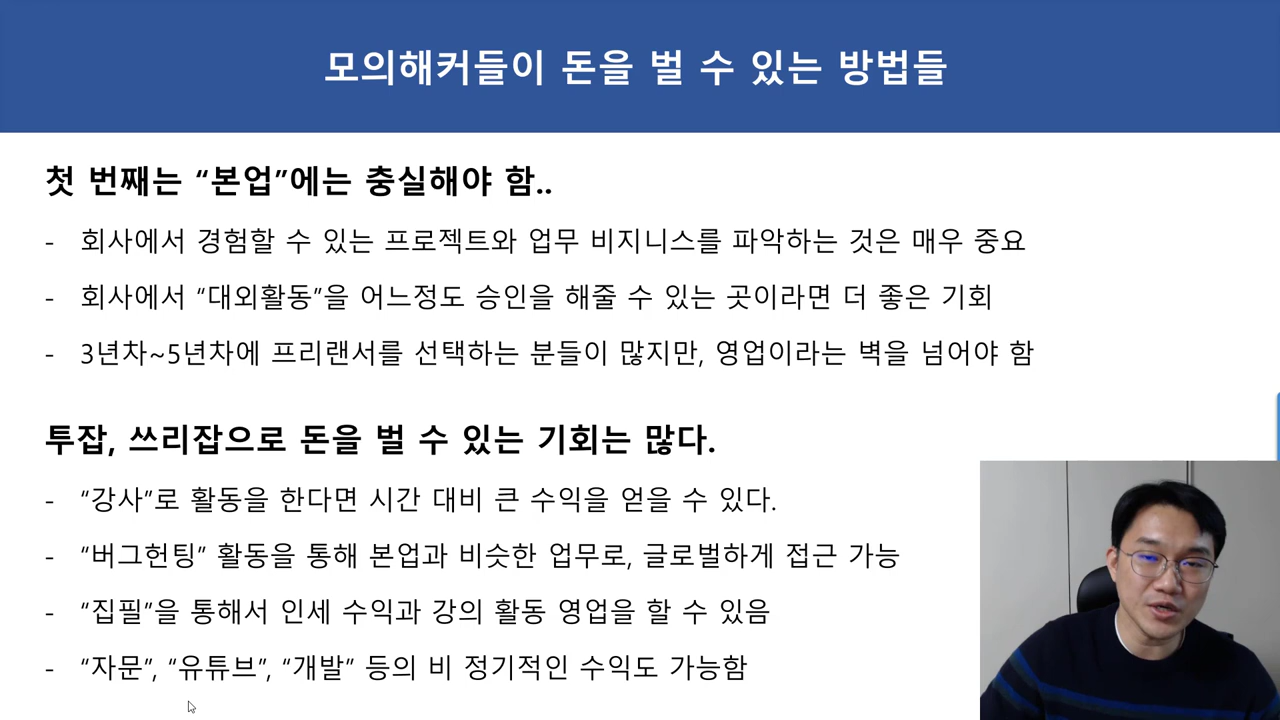 모의해커들이 돈을 벌 수 있는 방법들
첫 번째는 “본업”에는 충실해야 함..
- 회사에서 경험할 수 있는 프로젝트와 업무 비지니스를 파악하는 것은 매우 중요
- 회사에서 “대외활동”을 어느정도 승인을 해줄 수 있는 곳이라면 더 좋은 기회
- 3년차~5년차에 프리랜서를 선택하는 분들이 많지만, 영업이라는 벽을 넘어야 함
투잡, 쓰리잡으로 돈을 벌 수 있는 기회는 많다.
- “강사”로 활동을 한다면 시간 대비 큰 수익을 얻을 수 있다.
- “버그헌팅” 활동을 통해 본업과 비슷한 업무로, 글로벌하게 접근 가능
- “집필”을 통해서 인세 수익과 강의 활동 영업을 할 수 있음
- “자문”, “유튜브”, “개발” 등의 비 정기적인 수익도 가능함